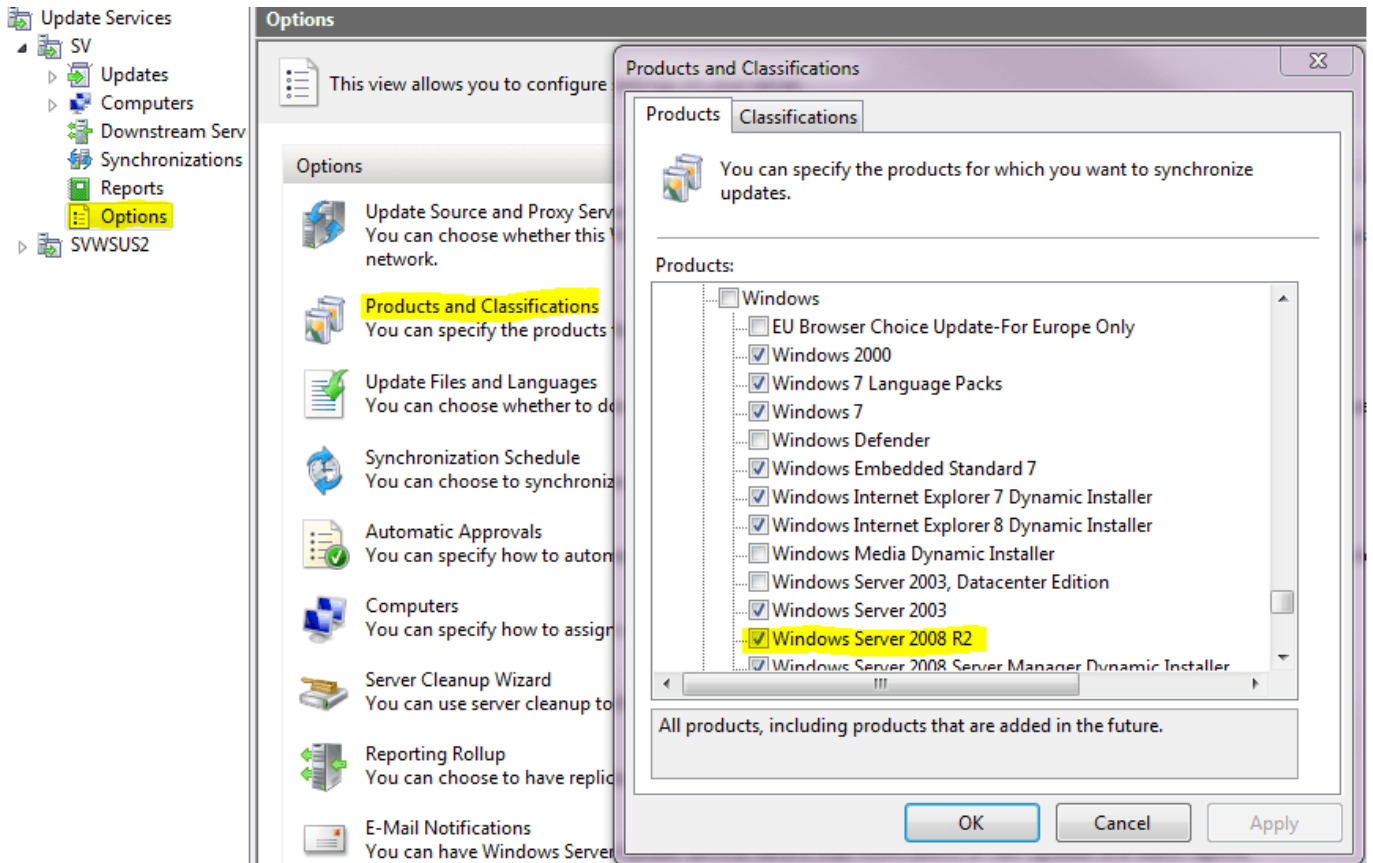 Update Services
SV
Updates
Computers
Downstream Serv
Synchronizations
Reports
Options
SVWSUS2
Options
This view allows you to configure
Options
Update Source and Proxy Serv
You can choose whether this
network.
Products and Classifications
You can specify the products
Update Files and Languages
You can choose whether to do
Synchronization Schedule
You can choose to synchroniz
Automatic Approvals
You can specify how to autom
Computers
You can specify how to assign
Server Cleanup Wizard
You can use server cleanup to
Reporting Rollup
You can choose to have replic
E-Mail Notifications
You can have Windows Server
Products and Classifications
Products
Classifications
You can specify the products for which you want to synchronize
updates.
Products:
Windows
EU Browser Choice Update-For Europe Only
Windows 2000
Windows 7 Language Packs
Windows 7
Windows Defender
Windows Embedded Standard 7
Windows Internet Explorer 7 Dynamic Installer
Windows Internet Explorer 8 Dynamic Installer
Windows Media Dynamic Installer
Windows Server 2003, Datacenter Edition
Windows Server 2003
Windows Server 2008 R2
Windows Server 2008 Server Manager Dynamic Installer
All products, including products that are added in the future.
OK
Cancel
Apply